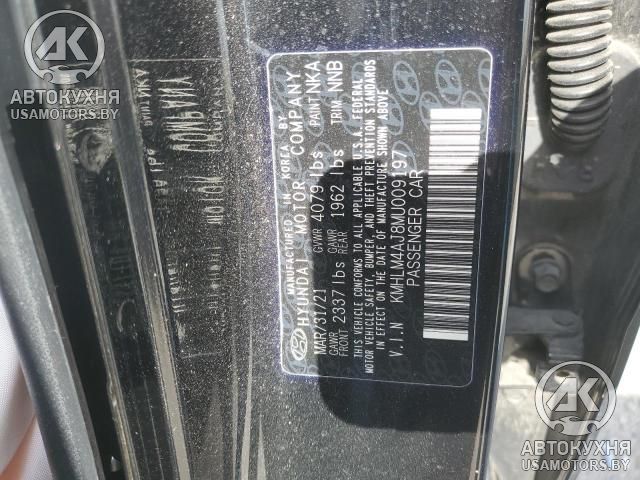 MANUFACTURED IN KOREA BY
HYUNDAI MOTOR COMPANY
MAR/31/21 GVWR 4079 lbs PAINT NKA
GAWR FRONT 2337 lbs GAWR REAR 1962 lbs TRIM NNB
THIS VEHICLE CONFORMS TO ALL APPLICABLE U.S.A. FEDERAL
MOTOR VEHICLE SAFETY, BUMPER, AND THEFT PREVENTION STANDARDS
IN EFFECT ON THE DATE OF MANUFACTURE SHOWN ABOVE
V.I.N KMHLM4AJ8MU009197
PASSENGER CAR
АК
АВТОКУХНЯ
USAMOTORS.BY
АК
АВТОКУХНЯ
USAMOTORS.BY